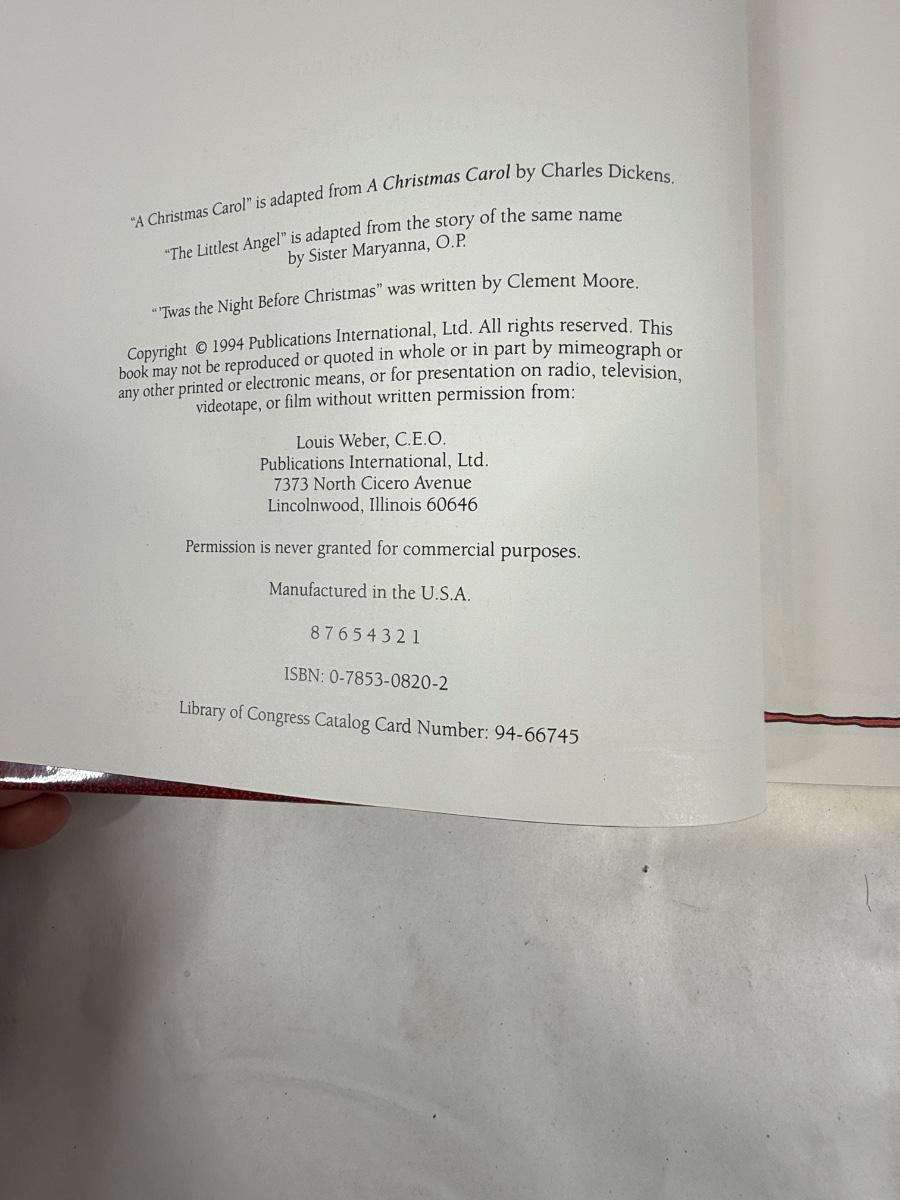 “A Christmas Carol” is adapted from A Christmas Carol by Charles Dickens.
“The Littlest Angel” is adapted from the story of the same name
by Sister Maryanna, O.P.
“’Twas the Night Before Christmas” was written by Clement Moore.
Copyright © 1994 Publications International, Ltd. All rights reserved. This
book may not be reproduced or quoted in whole or in part by mimeograph or
any other printed or electronic means, or for presentation on radio, television,
videotape, or film without written permission from:
Louis Weber, C.E.O.
Publications International, Ltd.
7373 North Cicero Avenue
Lincolnwood, Illinois 60646
Permission is never granted for commercial purposes.
Manufactured in the U.S.A.
8 7 6 5 4 3 2 1
ISBN: 0-7853-0820-2
Library of Congress Catalog Card Number: 94-66745